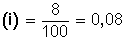 (i) = 8/100 = 0,08